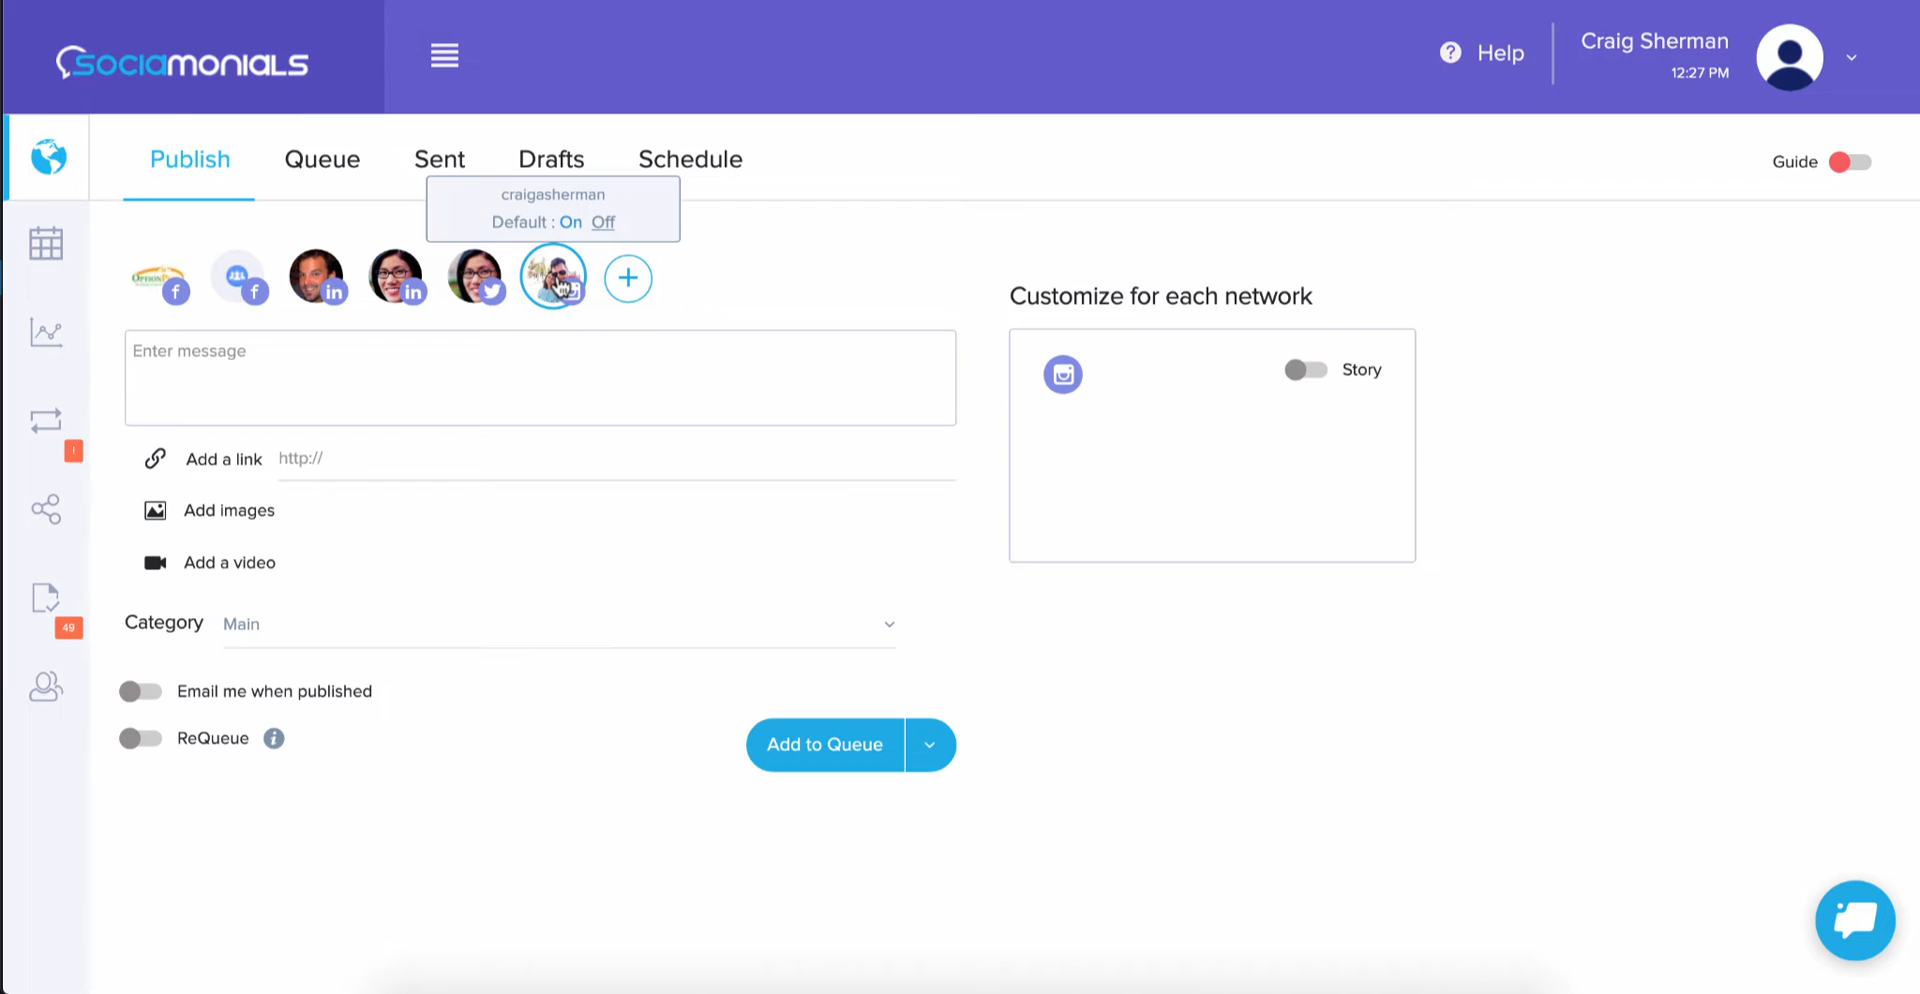 SOCIAMONIALS
Help
Craig Sherman
12:27 PM
Publish
Queue
Sent
Drafts
Schedule
Guide
craigasherman
Default : On Off
Customize for each network
Enter message
Story
Add a link
http://
Add images
Add a video
Category
Main
49
Email me when published
ReQueue
Add to Queue